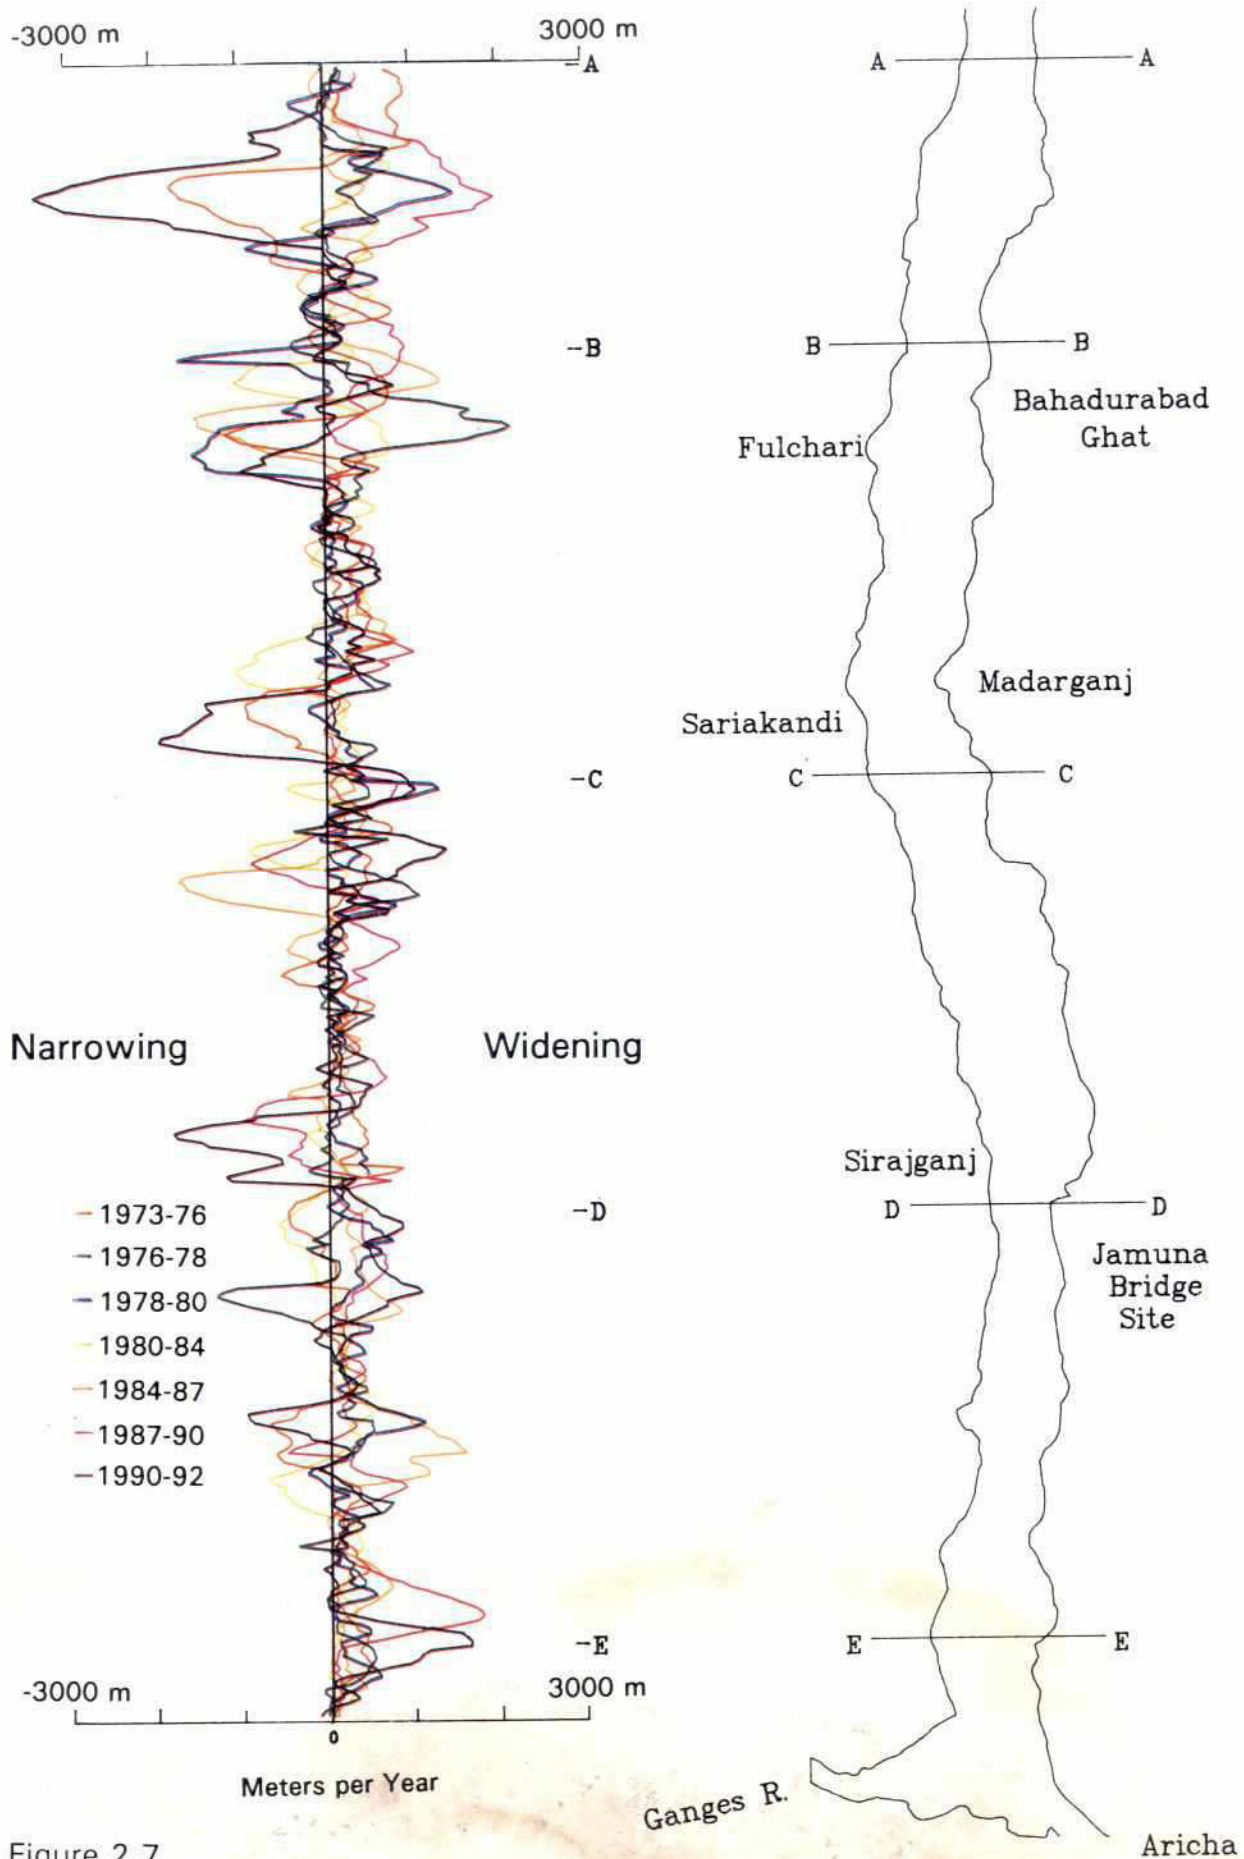 -3000 m
3000 m
-A
A
A
-B
B
B
Bahadurabad
Ghat
Fulchari
Madarganj
Sariakandi
-C
C
C
Narrowing
Widening
Sirajganj
-D
D
D
Jamuna
Bridge
Site
1973-76
1976-78
1978-80
1980-84
1984-87
1987-90
1990-92
-E
E
E
-3000 m
3000 m
0
Meters per Year
Ganges R.
Aricha
Figure 2.7